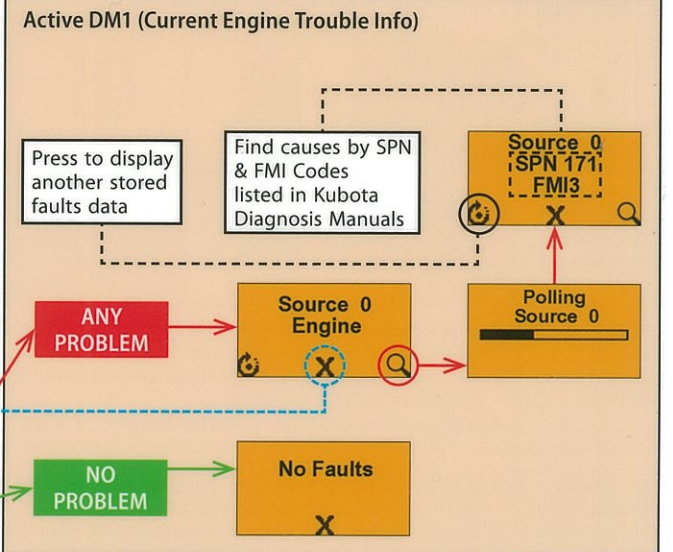 Active DM1 (Current Engine Trouble Info)
Press to display
another stored
faults data
Find causes by SPN
& FMI Codes
listed in Kubota
Diagnosis Manuals
Source 0
SPN 171
FMI3
X
ANY
PROBLEM
Source 0
Engine
X
Polling
Source 0
NO
PROBLEM
No Faults
X